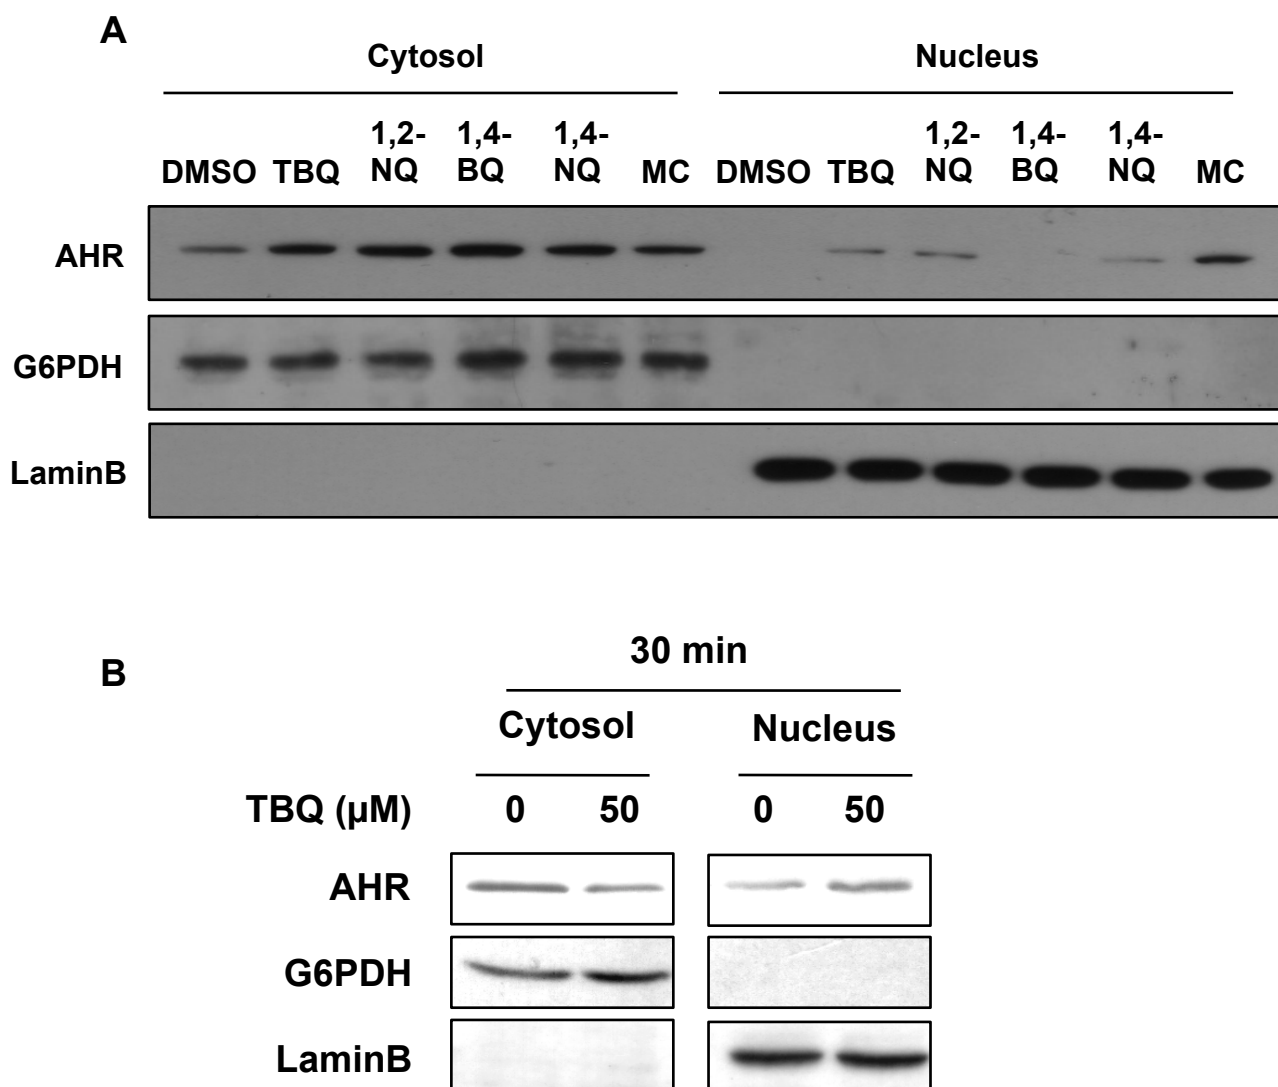 A
Cytosol Nucleus
DMSO TBQ 1,2-NQ 1,4-BQ 1,4-NQ MC DMSO TBQ 1,2-NQ 1,4-BQ 1,4-NQ MC
AHR
G6PDH
LaminB
B
30 min
Cytosol Nucleus
TBQ (µM) 0 50 0 50
AHR
G6PDH
LaminB